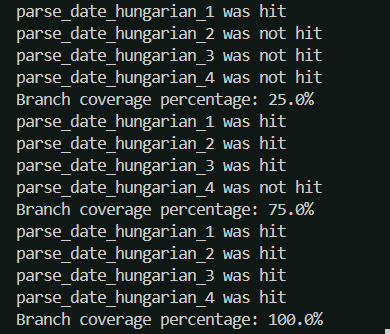 parse_date_hungarian_1 was hit
parse_date_hungarian_2 was not hit
parse_date_hungarian_3 was not hit
parse_date_hungarian_4 was not hit
Branch coverage percentage: 25.0%
parse_date_hungarian_1 was hit
parse_date_hungarian_2 was hit
parse_date_hungarian_3 was hit
parse_date_hungarian_4 was not hit
Branch coverage percentage: 75.0%
parse_date_hungarian_1 was hit
parse_date_hungarian_2 was hit
parse_date_hungarian_3 was hit
parse_date_hungarian_4 was hit
Branch coverage percentage: 100.0%